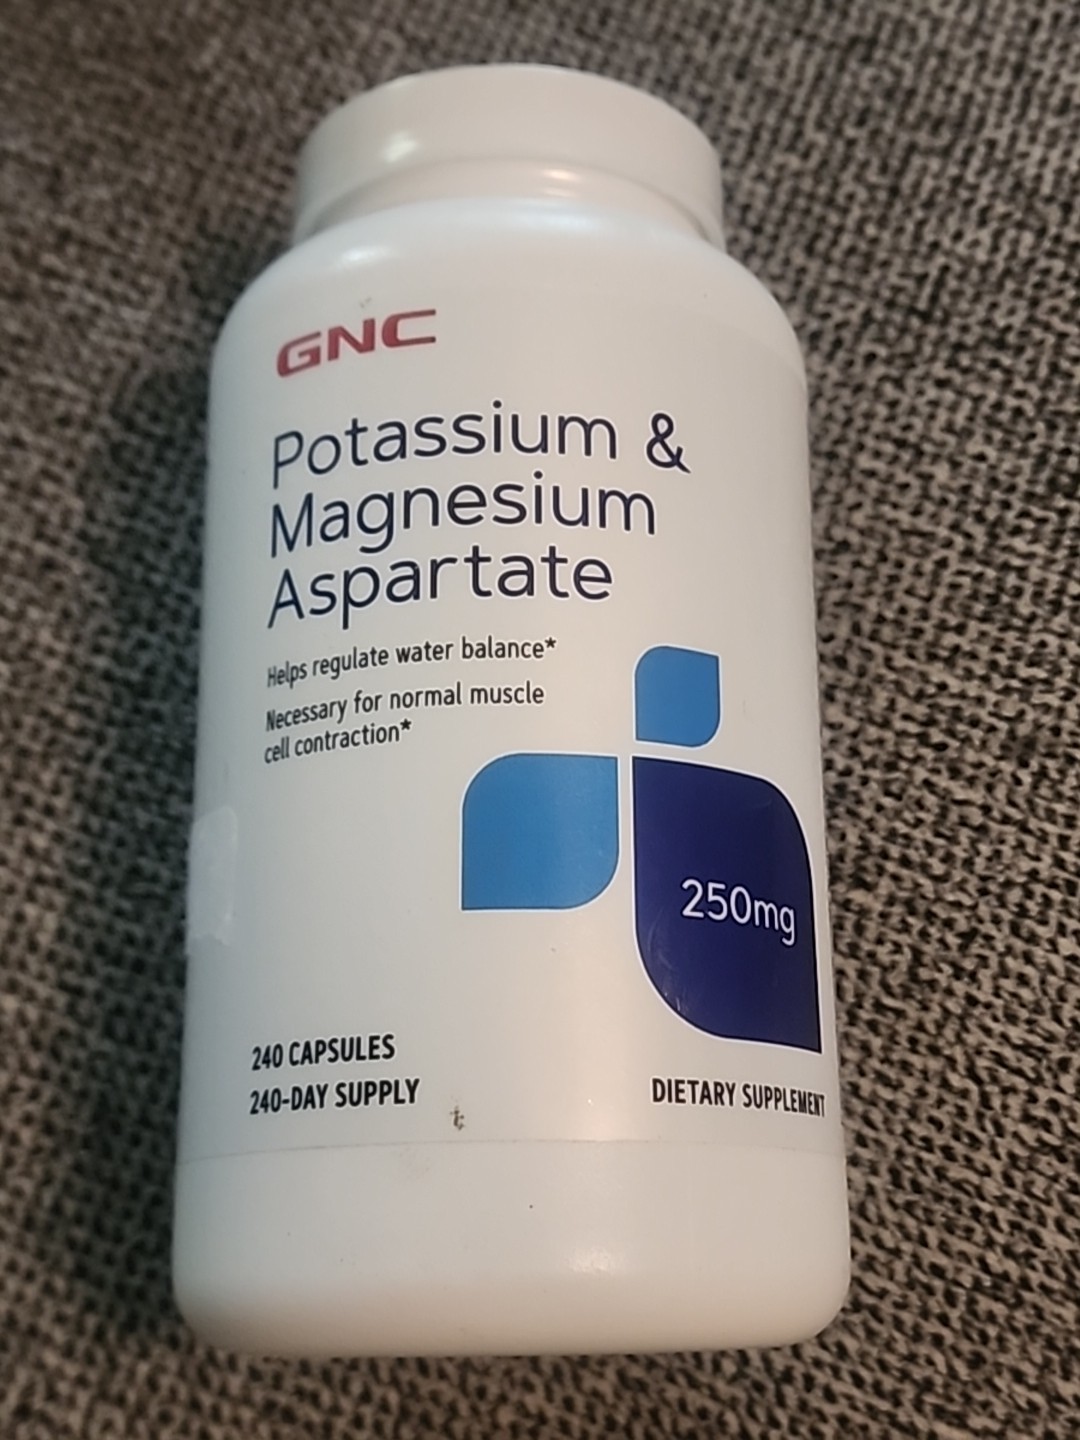 GNC
Potassium &
Magnesium
Aspartate
Helps regulate water balance*
Necessary for normal muscle
cell contraction*
250mg
240 CAPSULES
240-DAY SUPPLY
DIETARY SUPPLEMENT